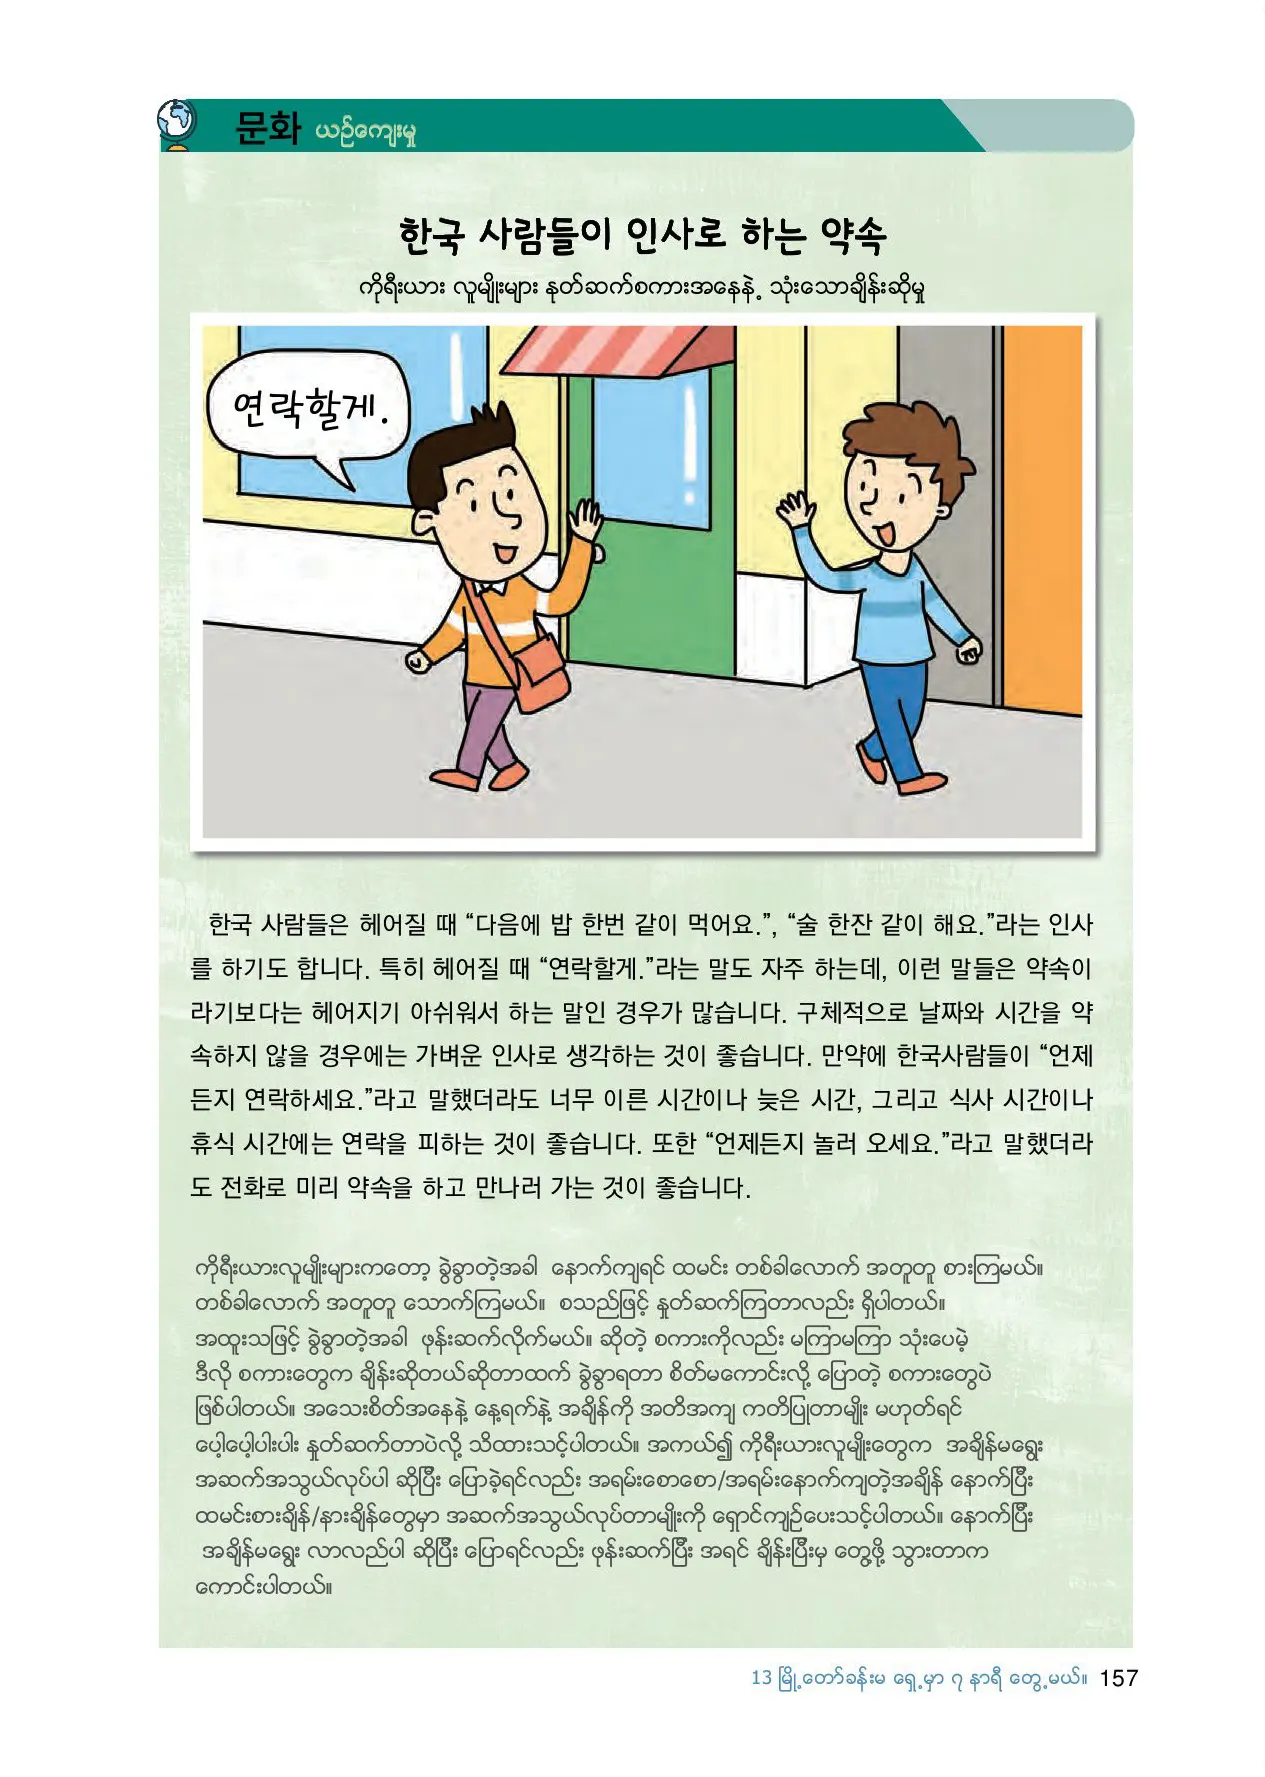 문화 ယဉ်ကျေးမှု
한국 사람들이 인사로 하는 약속
ကိုရီးယား လူမျိုးများ နုတ်ဆက်စကားအနေနဲ့ သုံးသောချိန်းဆိုမှု
연락할게.
한국 사람들은 헤어질 때 “다음에 밥 한번 같이 먹어요.”, “술 한잔 같이 해요.”라는 인사
를 하기도 합니다. 특히 헤어질 때 “연락할게.”라는 말도 자주 하는데, 이런 말들은 약속이
라기보다는 헤어지기 아쉬워서 하는 말인 경우가 많습니다. 구체적으로 날짜와 시간을 약
속하지 않을 경우에는 가벼운 인사로 생각하는 것이 좋습니다. 만약에 한국사람들이 “언제
든지 연락하세요.”라고 말했더라도 너무 이른 시간이나 늦은 시간, 그리고 식사 시간이나
휴식 시간에는 연락을 피하는 것이 좋습니다. 또한 “언제든지 놀러 오세요.”라고 말했더라
도 전화로 미리 약속을 하고 만나러 가는 것이 좋습니다.
ကိုရီးယားလူမျိုးများကတော့ ခွဲခွာတဲ့အခါ နောက်ကျရင် ထမင်း တစ်ခါလောက် အတူတူ စားကြမယ်။
တစ်ခါလောက် အတူတူ သောက်ကြမယ်။ စသည်ဖြင့် နှုတ်ဆက်ကြတာလည်း ရှိပါတယ်။
အထူးသဖြင့် ခွဲခွာတဲ့အခါ ဖုန်းဆက်လိုက်မယ်။ ဆိုတဲ့ စကားကိုလည်း မကြာမကြာ သုံးပေမဲ့
ဒီလို စကားတွေက ချိန်းဆိုတယ်ဆိုတာထက် ခွဲခွာရတာ စိတ်မကောင်းလို့ ပြောတဲ့ စကားတွေပဲ
ဖြစ်ပါတယ်။ အသေးစိတ်အနေနဲ့ နေ့ရက်နဲ့ အချိန်ကို အတိအကျ ကတိပြုတာမျိုး မဟုတ်ရင်
ပေါ့ပေါ့ပါးပါး နှုတ်ဆက်တာပဲလို့ သိထားသင့်ပါတယ်။ အကယ်၍ ကိုရီးယားလူမျိုးတွေက အချိန်မရွေး
အဆက်အသွယ်လုပ်ပါ ဆိုပြီး ပြောခဲ့ရင်လည်း အရမ်းစောစော/အရမ်းနောက်ကျတဲ့အချိန် နောက်ပြီး
ထမင်းစားချိန်/နားချိန်တွေမှာ အဆက်အသွယ်လုပ်တာမျိုးကို ရှောင်ကျဉ်ပေးသင့်ပါတယ်။ နောက်ပြီး
အချိန်မရွေး လာလည်ပါ ဆိုပြီး ပြောရင်လည်း ဖုန်းဆက်ပြီး အရင် ချိန်းပြီးမှ တွေ့ဖို့ သွားတာက
ကောင်းပါတယ်။
13 မြို့တော်ခန်းမ ရှေ့မှာ ၇ နာရီ တွေ့မယ်။ 157